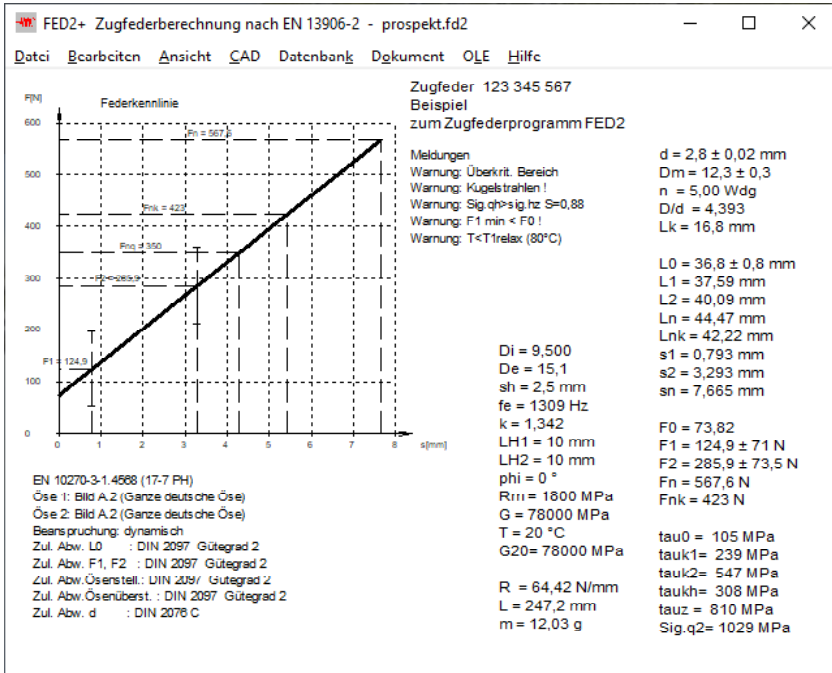 FED2+ Zugfederberechnung nach EN 13906-2 - prospekt.fd2
Datei Bearbeiten Ansicht CAD Datenbank Dokument OLE Hilfe
Zugfeder 123 345 567
Beispiel
zum Zugfederprogramm FED2
F[N]
Federkennlinie
600
500
400
300
200
100
0
Fn = 567,6
Fnk = 423
Fnq = 350
F2 = 285,9
F1 = 124,9
0 1 2 3 4 5 6 7 8 s[mm]
Meldungen
Warnung: Überkrit. Bereich
Warnung: Kugelstrahlen !
Warnung: Sig.qh>sig.hz S=0,88
Warnung: F1 min < F0 !
Warnung: T<T1relax (80°C)
d = 2,8 ± 0,02 mm
Dm = 12,3 ± 0,3
n = 5,00 Wdg
D/d = 4,393
Lk = 16,8 mm
L0 = 36,8 ± 0,8 mm
L1 = 37,59 mm
L2 = 40,09 mm
Ln = 44,47 mm
Lnk = 42,22 mm
s1 = 0,793 mm
s2 = 3,293 mm
sn = 7,665 mm
F0 = 73,82
F1 = 124,9 ± 71 N
F2 = 285,9 ± 73,5 N
Fn = 567,6 N
Fnk = 423 N
tau0 = 105 MPa
tauk1= 239 MPa
tauk2= 547 MPa
taukh= 308 MPa
tauz = 810 MPa
Sig.q2= 1029 MPa
Di = 9,500
De = 15,1
sh = 2,5 mm
fe = 1309 Hz
k = 1,342
LH1 = 10 mm
LH2 = 10 mm
phi = 0 °
Rm = 1800 MPa
G = 78000 MPa
T = 20 °C
G20= 78000 MPa
R = 64,42 N/mm
L = 247,2 mm
m = 12,03 g
EN 10270-3-1.4568 (17-7 PH)
Öse 1: Bild A.2 (Ganze deutsche Öse)
Öse 2: Bild A.2 (Ganze deutsche Öse)
Beanspruchung: dynamisch
Zul. Abw. L0 : DIN 2097 Gütegrad 2
Zul. Abw. F1, F2 : DIN 2097 Gütegrad 2
Zul. Abw.Ösenstell.: DIN 2097 Gütegrad 2
Zul. Abw.Ösenüberst. : DIN 2097 Gütegrad 2
Zul. Abw. d : DIN 2076 C